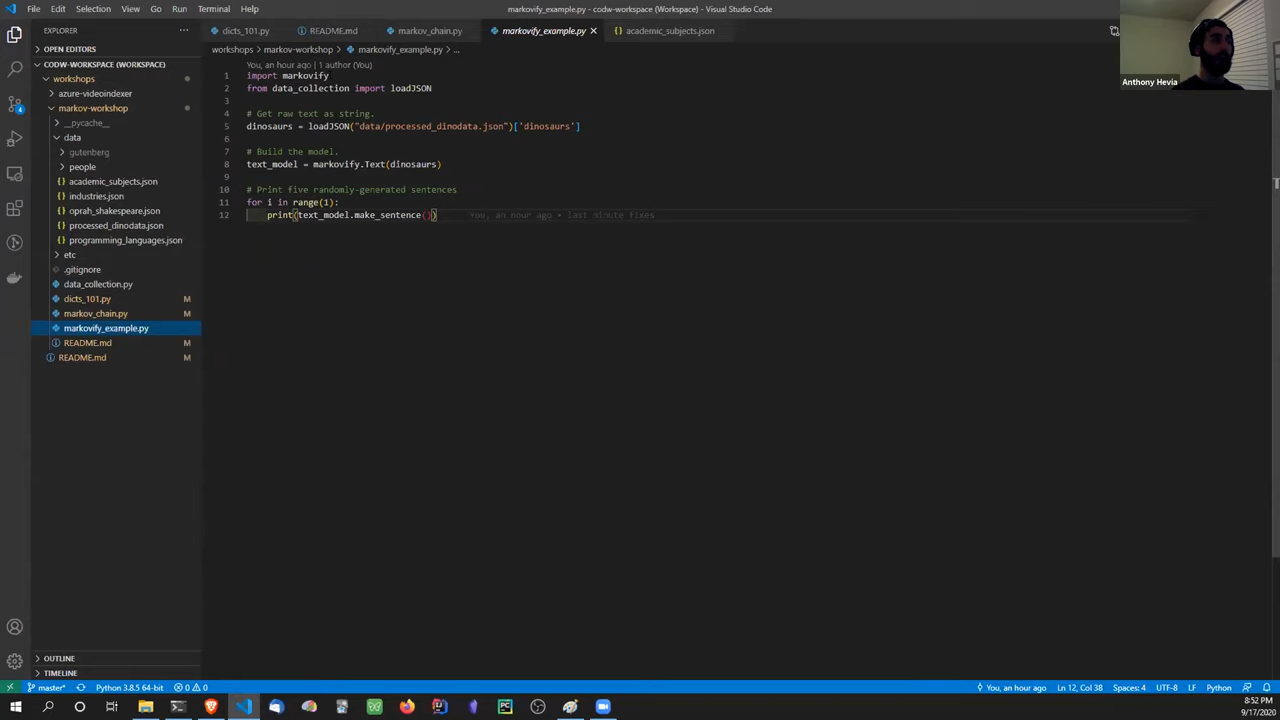 File Edit Selection View Go Run Terminal Help
markovify_example.py - codw-workspace (Workspace) - Visual Studio Code
EXPLORER
dicts_101.py
README.md
markov_chain.py
markovify_example.py
academic_subjects.json
OPEN EDITORS
workshops > markov-workshop > markovify_example.py > ...
CODW-WORKSPACE (WORKSPACE)
workshops
azure-videoindexer
markov-workshop
__pycache__
data
gutenberg
people
academic_subjects.json
industries.json
oprah_shakespeare.json
processed_dinodata.json
programming_languages.json
etc
.gitignore
data_collection.py
dicts_101.py M
markov_chain.py M
markovify_example.py
README.md M
README.md M
OUTLINE
TIMELINE
You, an hour ago | 1 author (You)
1 import markovify
2 from data_collection import loadJSON
3
4 # Get raw text as string.
5 dinosaurs = loadJSON("data/processed_dinodata.json")['dinosaurs']
6
7 # Build the model.
8 text_model = markovify.Text(dinosaurs)
9
10 # Print five randomly-generated sentences
11 for i in range(1):
12 print(text_model.make_sentence()) You, an hour ago • last minute fixes
Anthony Hevia
4
master* Python 3.8.5 64-bit 0 0
You, an hour ago Ln 12, Col 38 Spaces: 4 UTF-8 LF Python
8:52 PM
9/17/2020